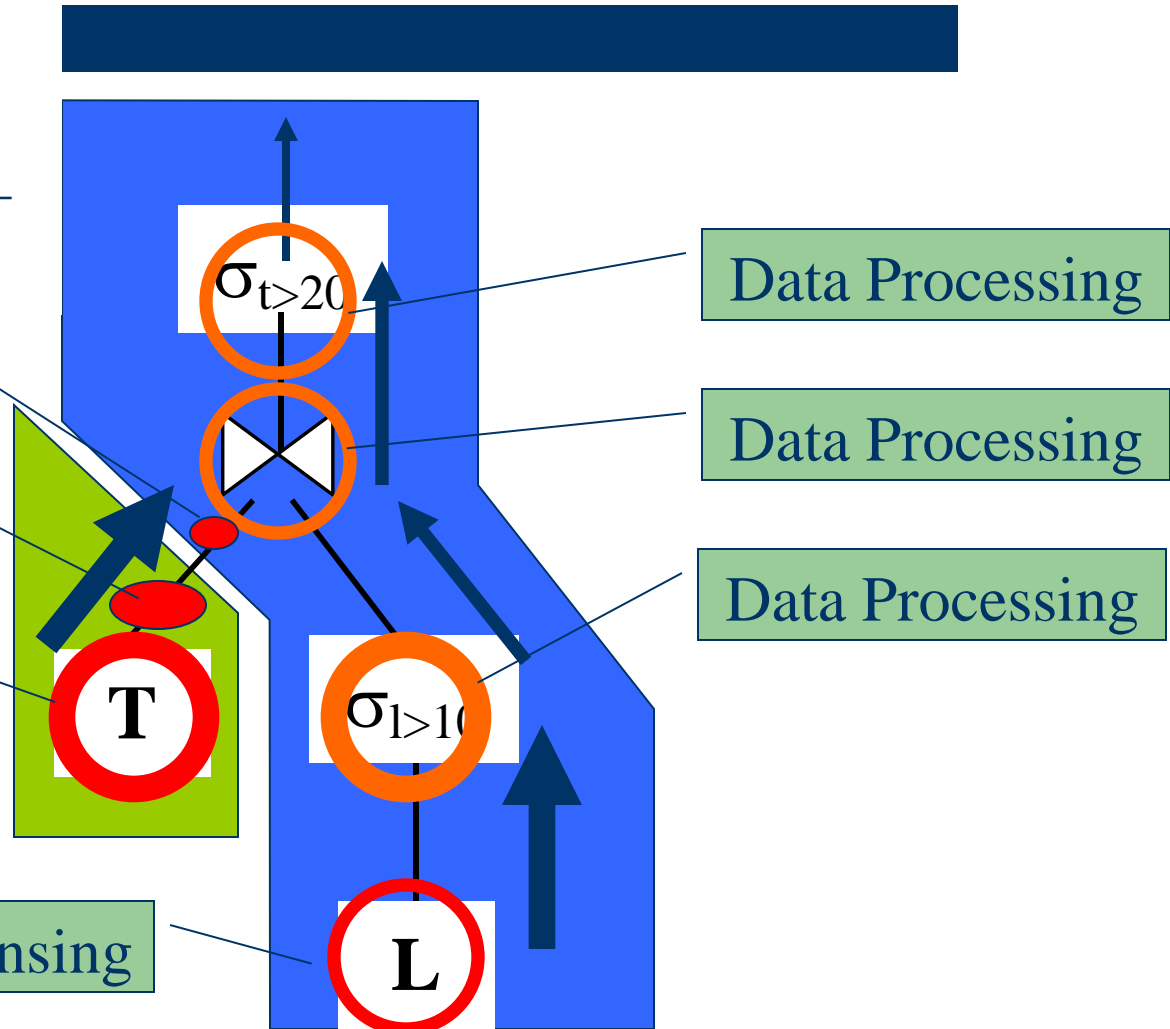 σt>20
Data Processing
Data Processing
Data Processing
T
σl>10
nsing
L